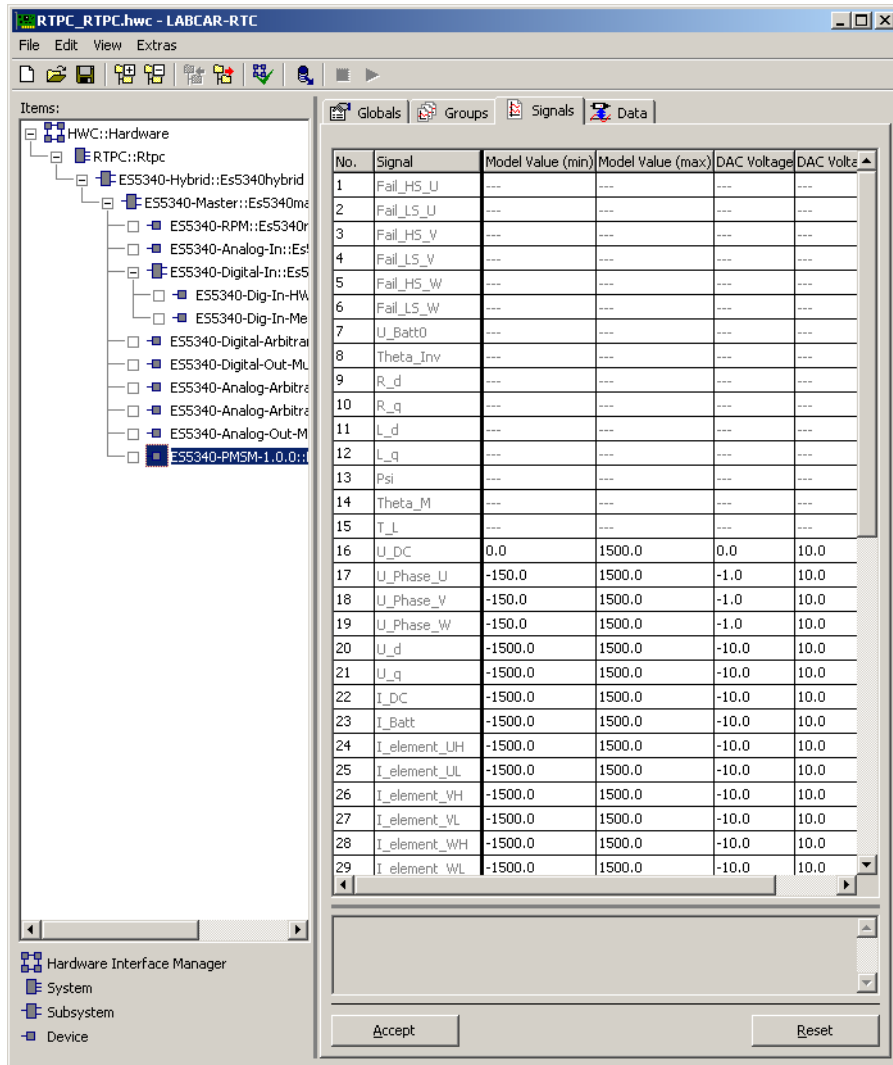 RTPC_RTPC.hwc - LABCAR-RTC
File Edit View Extras
Items:
HWC::Hardware
RTPC::Rtpc
ES5340-Hybrid::Es5340hybrid
ES5340-Master::Es5340ma
ES5340-RPM::Es5340r
ES5340-Analog-In::Es5
ES5340-Digital-In::Es5
ES5340-Dig-In-HW
ES5340-Dig-In-Me
ES5340-Digital-Arbitrar
ES5340-Digital-Out-Mu
ES5340-Analog-Arbitra
ES5340-Analog-Arbitra
ES5340-Analog-Out-M
ES5340-PMSM-1.0.0::
Hardware Interface Manager
System
Subsystem
Device
Globals Groups Signals Data
No. Signal Model Value (min) Model Value (max) DAC Voltage DAC Volta
1 Fail_HS_U --- --- --- ---
2 Fail_LS_U --- --- --- ---
3 Fail_HS_V --- --- --- ---
4 Fail_LS_V --- --- --- ---
5 Fail_HS_W --- --- --- ---
6 Fail_LS_W --- --- --- ---
7 U_Batt0 --- --- --- ---
8 Theta_Inv --- --- --- ---
9 R_d --- --- --- ---
10 R_q --- --- --- ---
11 L_d --- --- --- ---
12 L_q --- --- --- ---
13 Psi --- --- --- ---
14 Theta_M --- --- --- ---
15 T_L --- --- --- ---
16 U_DC 0.0 1500.0 0.0 10.0
17 U_Phase_U -150.0 1500.0 -1.0 10.0
18 U_Phase_V -150.0 1500.0 -1.0 10.0
19 U_Phase_W -150.0 1500.0 -1.0 10.0
20 U_d -1500.0 1500.0 -10.0 10.0
21 U_q -1500.0 1500.0 -10.0 10.0
22 I_DC -1500.0 1500.0 -10.0 10.0
23 I_Batt -1500.0 1500.0 -10.0 10.0
24 I_element_UH -1500.0 1500.0 -10.0 10.0
25 I_element_UL -1500.0 1500.0 -10.0 10.0
26 I_element_VH -1500.0 1500.0 -10.0 10.0
27 I_element_VL -1500.0 1500.0 -10.0 10.0
28 I_element_WH -1500.0 1500.0 -10.0 10.0
29 I_element_WL -1500.0 1500.0 -10.0 10.0
Accept Reset